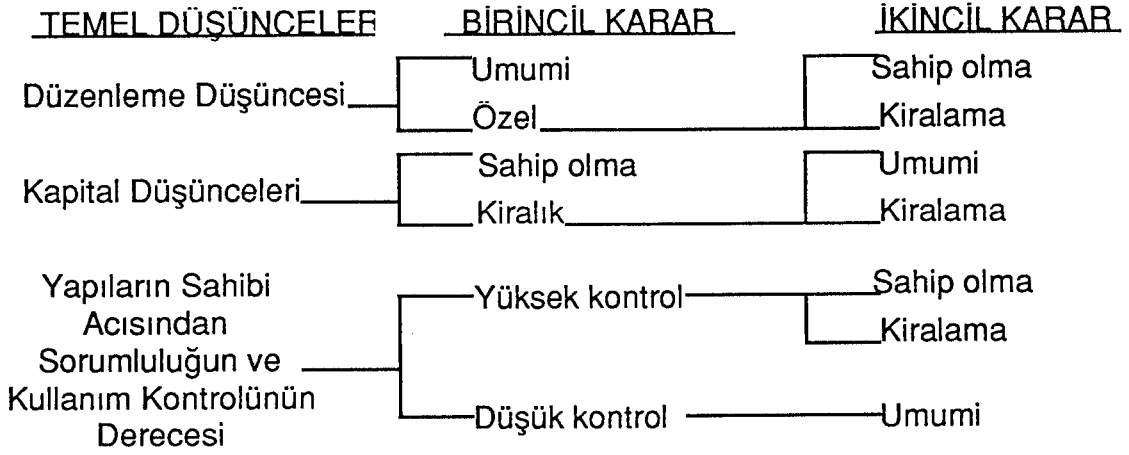 TEMEL DÜŞÜNCELER BİRİNCİL KARAR İKİNCİL KARAR
Düzenleme Düşüncesi
Umumi
Özel
Sahip olma
Kiralama
Kapital Düşünceleri
Sahip olma
Kiralık
Umumi
Kiralama
Yapıların Sahibi
Acısından
Sorumluluğun ve
Kullanım Kontrolünün
Derecesi
Yüksek kontrol
Sahip olma
Kiralama
Düşük kontrol
Umumi